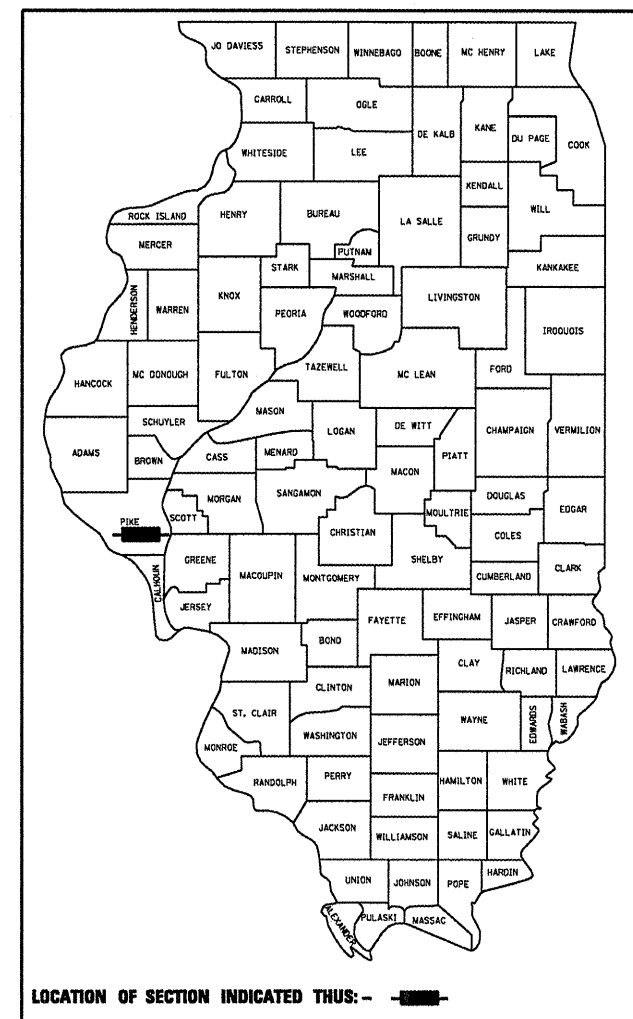 JO DAVIESS STEPHENSON WINNEBAGO BOONE MC HENRY LAKE
CARROLL OGLE
DE KALB KANE DU PAGE COOK
WHITESIDE LEE
KENDALL WILL
ROCK ISLAND HENRY BUREAU LA SALLE
GRUNDY
MERCER PUTNAM
STARK KANKAKEE
MARSHALL
HENDERSON WARREN KNOX PEORIA WOODFORD LIVINGSTON IROQUOIS
TAZEWELL FORD
HANCOCK MC DONOUGH FULTON MC LEAN
MASON
SCHUYLER LOGAN DE WITT CHAMPAIGN VERMILION
ADAMS BROWN CASS MENARD MACON PIATT
MORGAN SANGAMON DOUGLAS EDGAR
PIKE SCOTT CHRISTIAN MOULTRIE COLES
SHELBY
CALHOUN GREENE MACOUPIN MONTGOMERY CUMBERLAND CLARK
JERSEY FAYETTE EFFINGHAM JASPER CRAWFORD
MADISON BOND
CLAY RICHLAND LAWRENCE
CLINTON MARION
ST. CLAIR WAYNE EDWARDS WABASH
WASHINGTON JEFFERSON
MONROE
RANDOLPH PERRY HAMILTON WHITE
FRANKLIN
JACKSON WILLIAMSON SALINE GALLATIN
UNION JOHNSON POPE HARDIN
ALEXANDER PULASKI MASSAC
LOCATION OF SECTION INDICATED THUS: -